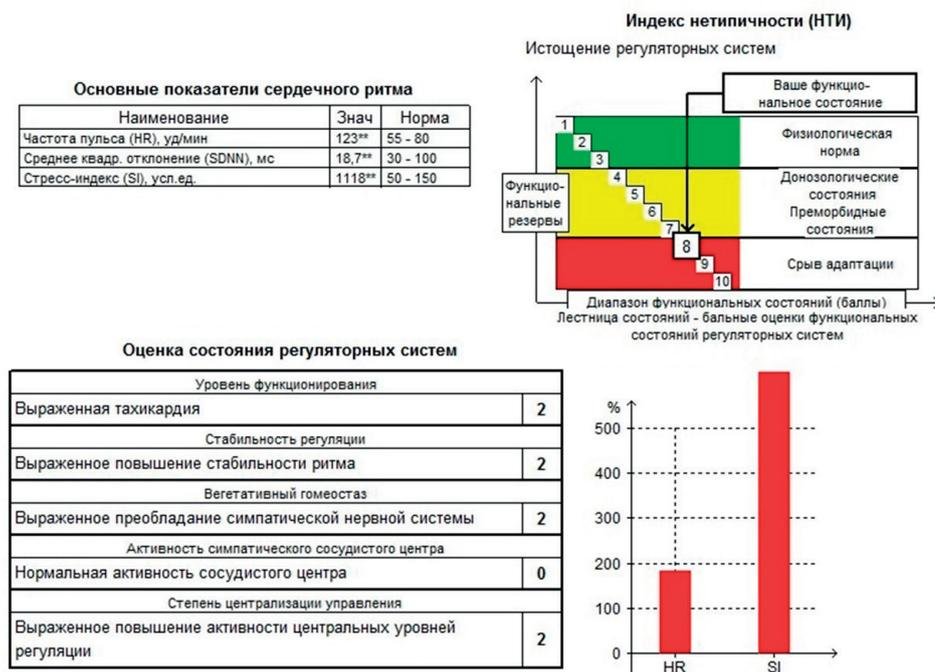 Индекс нетипичности (НТИ)
Истощение регуляторных систем
Ваше функцио-
нальное состояние
Основные показатели сердечного ритма
Наименование Знач Норма
Частота пульса (HR), уд/мин 123** 55 - 80
Среднее квадр. отклонение (SDNN), мс 18,7** 30 - 100
Стресс-индекс (SI), усл.ед. 1118** 50 - 150
Функцио-
нальные
резервы
1
2
3
4
5
6
7
8
9
10
Физиологическая
норма
Донозологические
состояния
Преморбидные
состояния
Срыв адаптации
Диапазон функциональных состояний (баллы)
Лестница состояний - бальные оценки функциональных
состояний регуляторных систем
Оценка состояния регуляторных систем
Уровень функционирования
Выраженная тахикардия 2
Стабильность регуляции
Выраженное повышение стабильности ритма 2
Вегетативный гомеостаз
Выраженное преобладание симпатической нервной системы 2
Активность симпатического сосудистого центра
Нормальная активность сосудистого центра 0
Степень централизации управления
Выраженное повышение активности центральных уровней
регуляции 2
%
500
400
300
200
100
0
HR SI